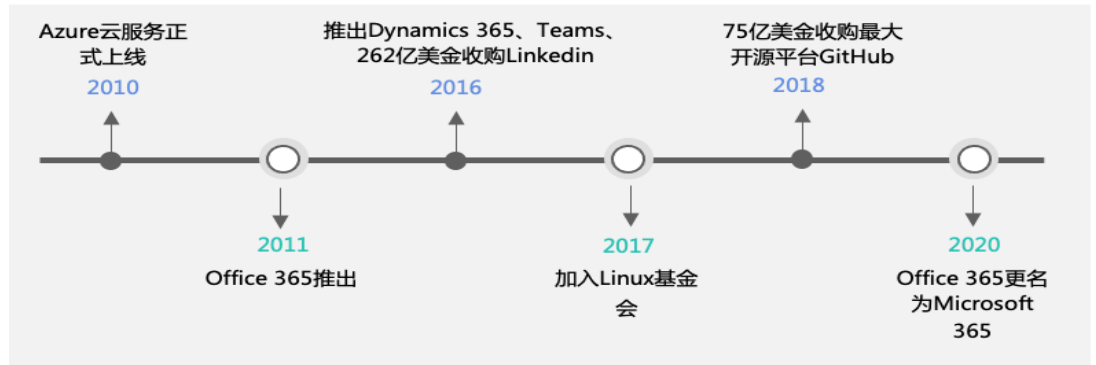 Azure云服务正
式上线
2010
推出Dynamics 365、Teams、
262亿美金收购Linkedin
2016
75亿美金收购最大
开源平台GitHub
2018
2011
Office 365推出
2017
加入Linux基金
会
2020
Office 365更名
为Microsoft
365